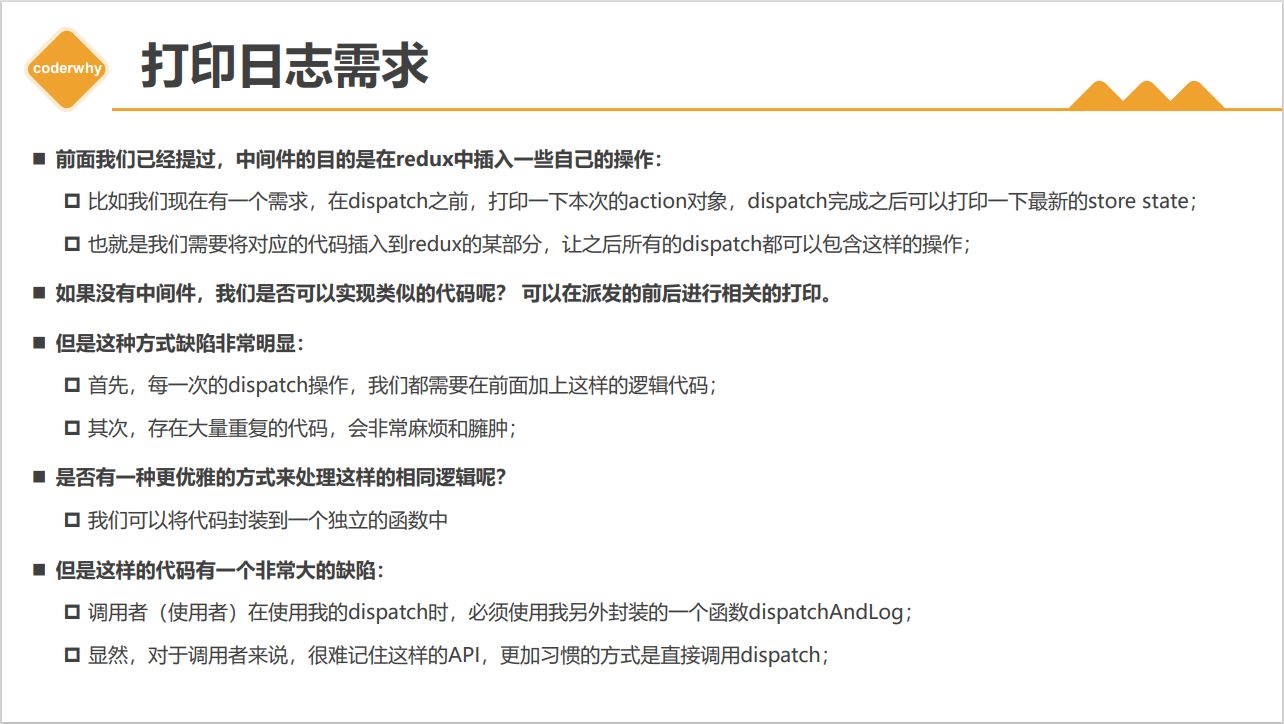 coderwhy
打印日志需求
前面我们已经提过，中间件的目的是在redux中插入一些自己的操作：
比如我们现在有一个需求，在dispatch之前，打印一下本次的action对象，dispatch完成之后可以打印一下最新的store state；
也就是我们需要将对应的代码插入到redux的某部分，让之后所有的dispatch都可以包含这样的操作；
如果没有中间件，我们是否可以实现类似的代码呢？ 可以在派发的前后进行相关的打印。
但是这种方式缺陷非常明显：
首先，每一次的dispatch操作，我们都需要在前面加上这样的逻辑代码；
其次，存在大量重复的代码，会非常麻烦和臃肿；
是否有一种更优雅的方式来处理这样的相同逻辑呢？
我们可以将代码封装到一个独立的函数中
但是这样的代码有一个非常大的缺陷：
调用者（使用者）在使用我的dispatch时，必须使用我另外封装的一个函数dispatchAndLog；
显然，对于调用者来说，很难记住这样的API，更加习惯的方式是直接调用dispatch；